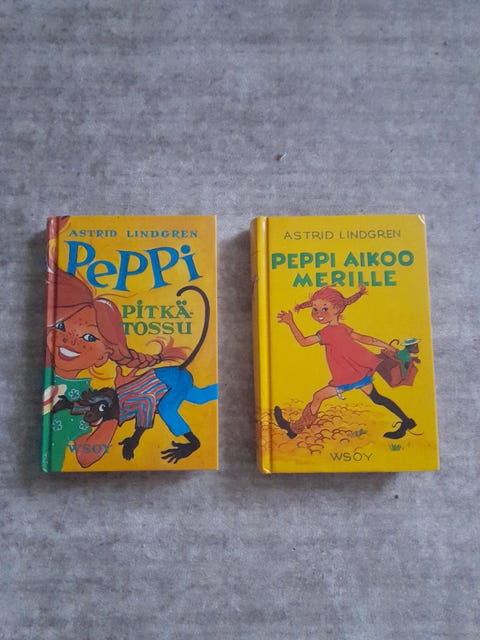 ASTRID LINDGREN
PePPi
PITKÄ-
TOSSU
WSOY
ASTRID LINDGREN
PEPPI AIKOO
MERILLE
WSOY